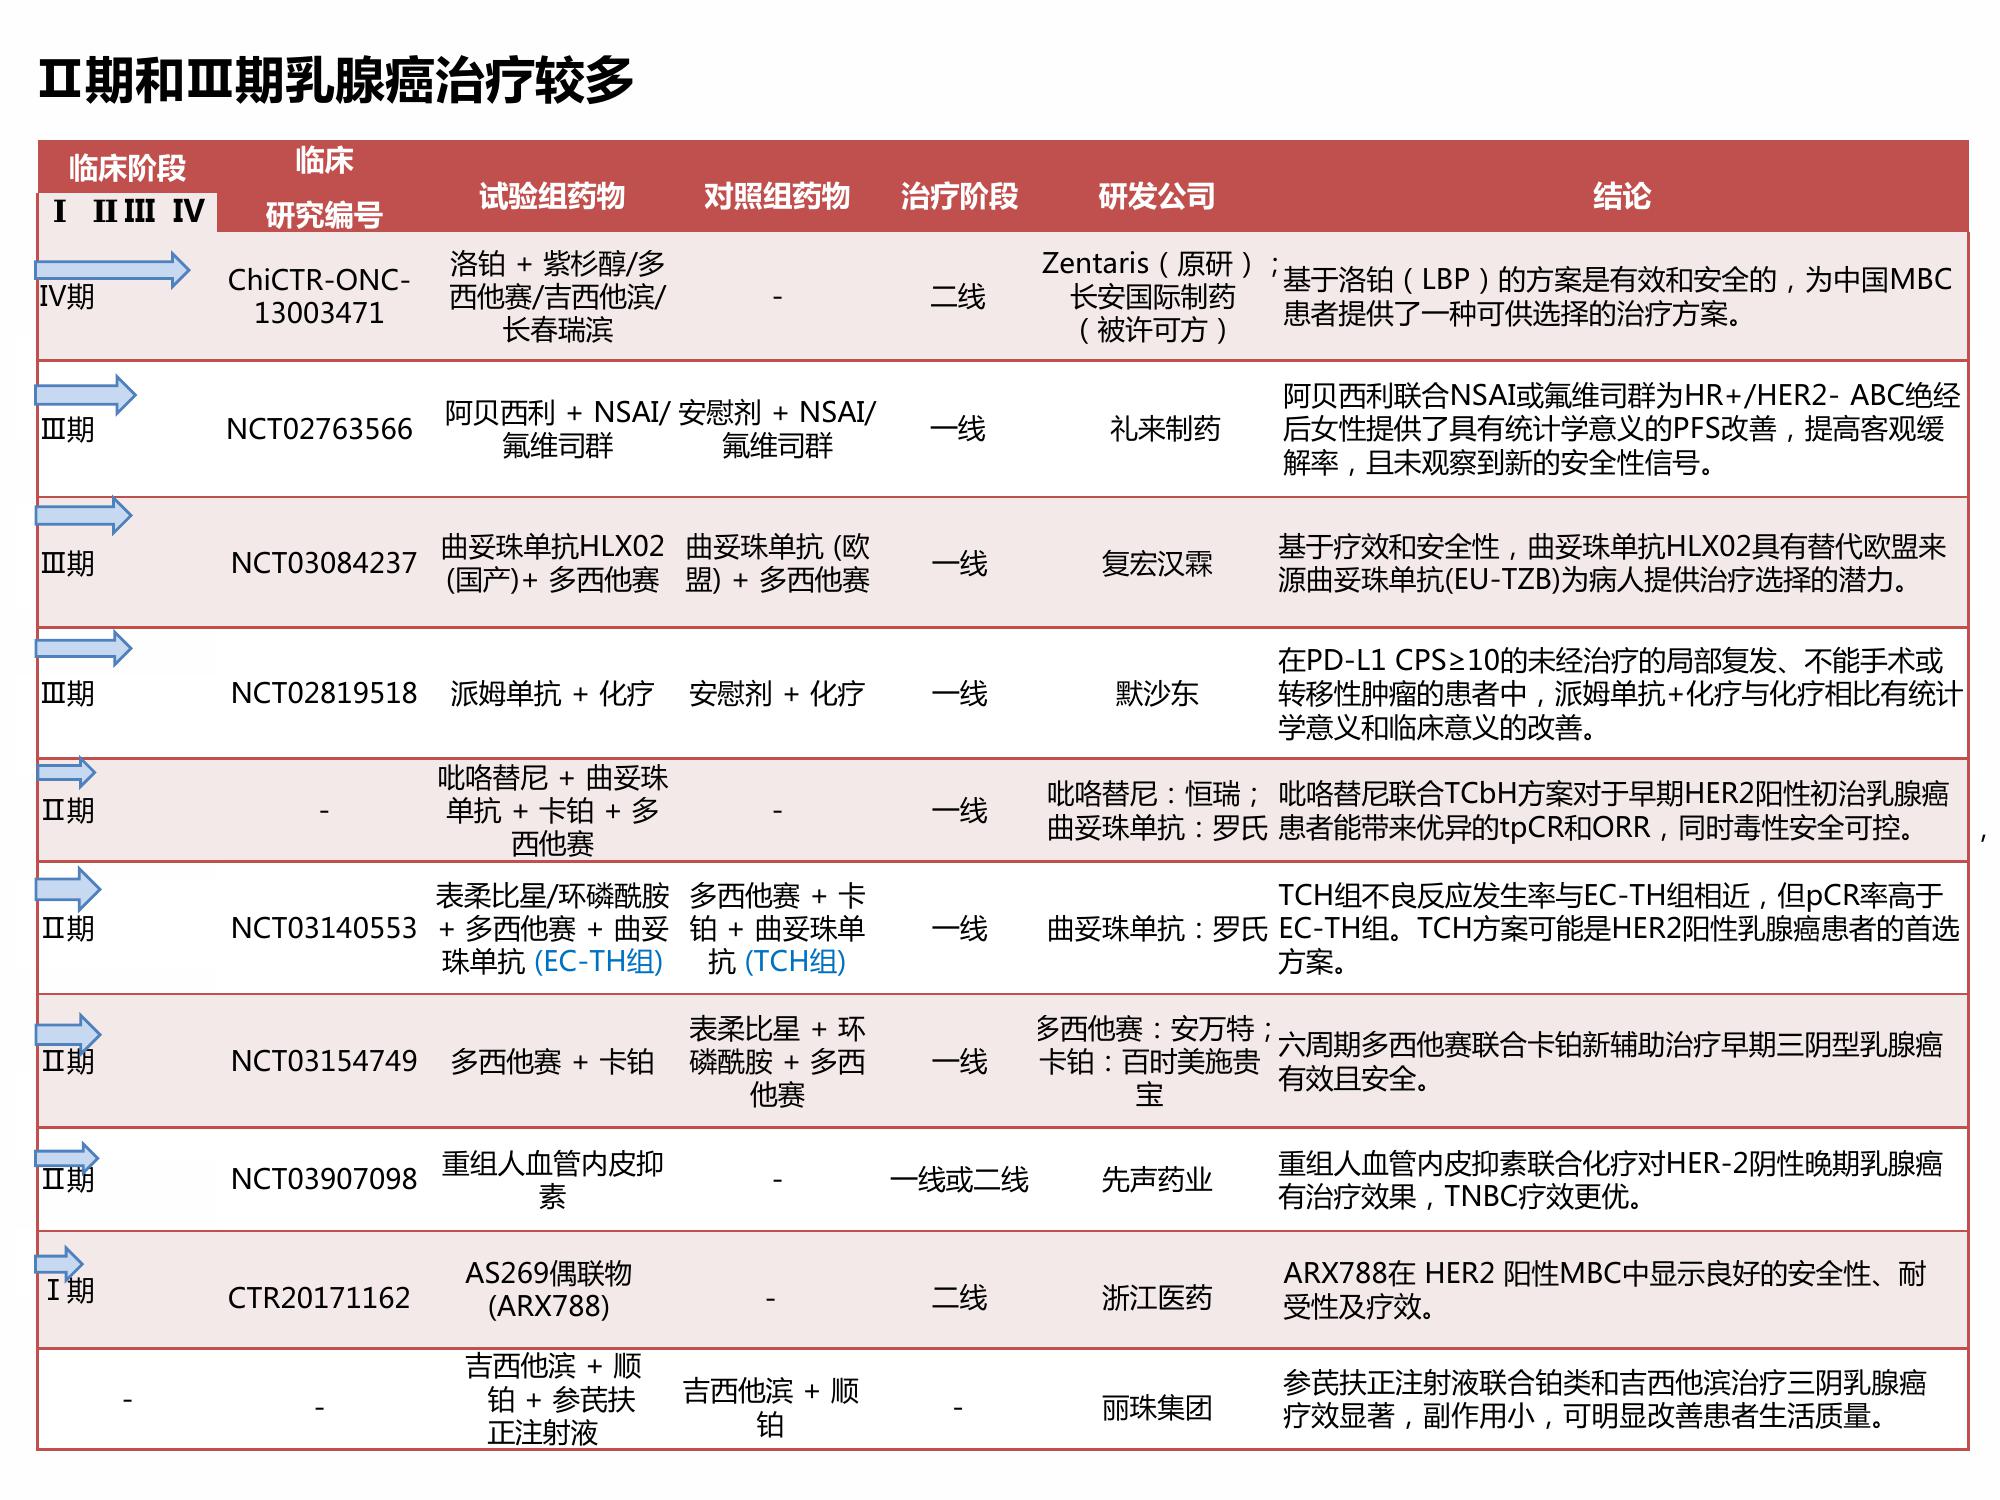 Ⅱ期和Ⅲ期乳腺癌治疗较多
临床阶段
Ⅰ Ⅱ Ⅲ Ⅳ
临床
研究编号
试验组药物
对照组药物
治疗阶段
研发公司
结论
Ⅳ期
ChiCTR-ONC-
13003471
洛铂 + 紫杉醇/多
西他赛/吉西他滨/
长春瑞滨
-
二线
Zentaris（原研）;
长安国际制药
（被许可方）
基于洛铂（LBP）的方案是有效和安全的，为中国MBC
患者提供了一种可供选择的治疗方案。
Ⅲ期
NCT02763566
阿贝西利 + NSAI/
氟维司群
安慰剂 + NSAI/
氟维司群
一线
礼来制药
阿贝西利联合NSAI或氟维司群为HR+/HER2- ABC绝经
后女性提供了具有统计学意义的PFS改善，提高客观缓
解率，且未观察到新的安全性信号。
Ⅲ期
NCT03084237
曲妥珠单抗HLX02
(国产)+ 多西他赛
曲妥珠单抗 (欧
盟) + 多西他赛
一线
复宏汉霖
基于疗效和安全性，曲妥珠单抗HLX02具有替代欧盟来
源曲妥珠单抗(EU-TZB)为病人提供治疗选择的潜力。
Ⅲ期
NCT02819518
派姆单抗 + 化疗
安慰剂 + 化疗
一线
默沙东
在PD-L1 CPS≥10的未经治疗的局部复发、不能手术或
转移性肿瘤的患者中，派姆单抗+化疗与化疗相比有统计
学意义和临床意义的改善。
Ⅱ期
-
吡咯替尼 + 曲妥珠
单抗 + 卡铂 + 多
西他赛
-
一线
吡咯替尼：恒瑞；
曲妥珠单抗：罗氏
吡咯替尼联合TCbH方案对于早期HER2阳性初治乳腺癌
患者能带来优异的tpCR和ORR，同时毒性安全可控。
，
Ⅱ期
NCT03140553
表柔比星/环磷酰胺
+ 多西他赛 + 曲妥
珠单抗 (EC-TH组)
多西他赛 + 卡
铂 + 曲妥珠单
抗 (TCH组)
一线
曲妥珠单抗：罗氏
TCH组不良反应发生率与EC-TH组相近，但pCR率高于
EC-TH组。TCH方案可能是HER2阳性乳腺癌患者的首选
方案。
Ⅱ期
NCT03154749
多西他赛 + 卡铂
表柔比星 + 环
磷酰胺 + 多西
他赛
一线
多西他赛：安万特；
卡铂：百时美施贵
宝
六周期多西他赛联合卡铂新辅助治疗早期三阴型乳腺癌
有效且安全。
Ⅱ期
NCT03907098
重组人血管内皮抑
素
-
一线或二线
先声药业
重组人血管内皮抑素联合化疗对HER-2阴性晚期乳腺癌
有治疗效果，TNBC疗效更优。
Ⅰ期
CTR20171162
AS269偶联物
(ARX788)
-
二线
浙江医药
ARX788在 HER2 阳性MBC中显示良好的安全性、耐
受性及疗效。
-
-
吉西他滨 + 顺
铂 + 参芪扶
正注射液
吉西他滨 + 顺
铂
-
丽珠集团
参芪扶正注射液联合铂类和吉西他滨治疗三阴乳腺癌
疗效显著，副作用小，可明显改善患者生活质量。